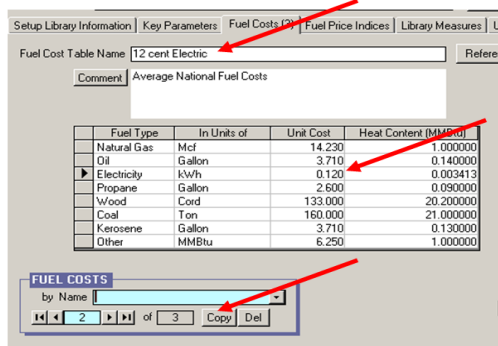 Setup Library Information Key Parameters Fuel Costs (3) Fuel Price Indices Library Measures U
Fuel Cost Table Name 12 cent Electric Refere
Comment Average National Fuel Costs
Fuel Type In Units of Unit Cost Heat Content (MMBtu)
Natural Gas Mcf 14.230 1.000000
Oil Gallon 3.710 0.140000
Electricity kWh 0.120 0.003413
Propane Gallon 2.600 0.090000
Wood Cord 133.000 20.200000
Coal Ton 160.000 21.000000
Kerosene Gallon 3.710 0.130000
Other MMBtu 6.250 1.000000
FUEL COSTS
by Name
2 of 3 Copy Del